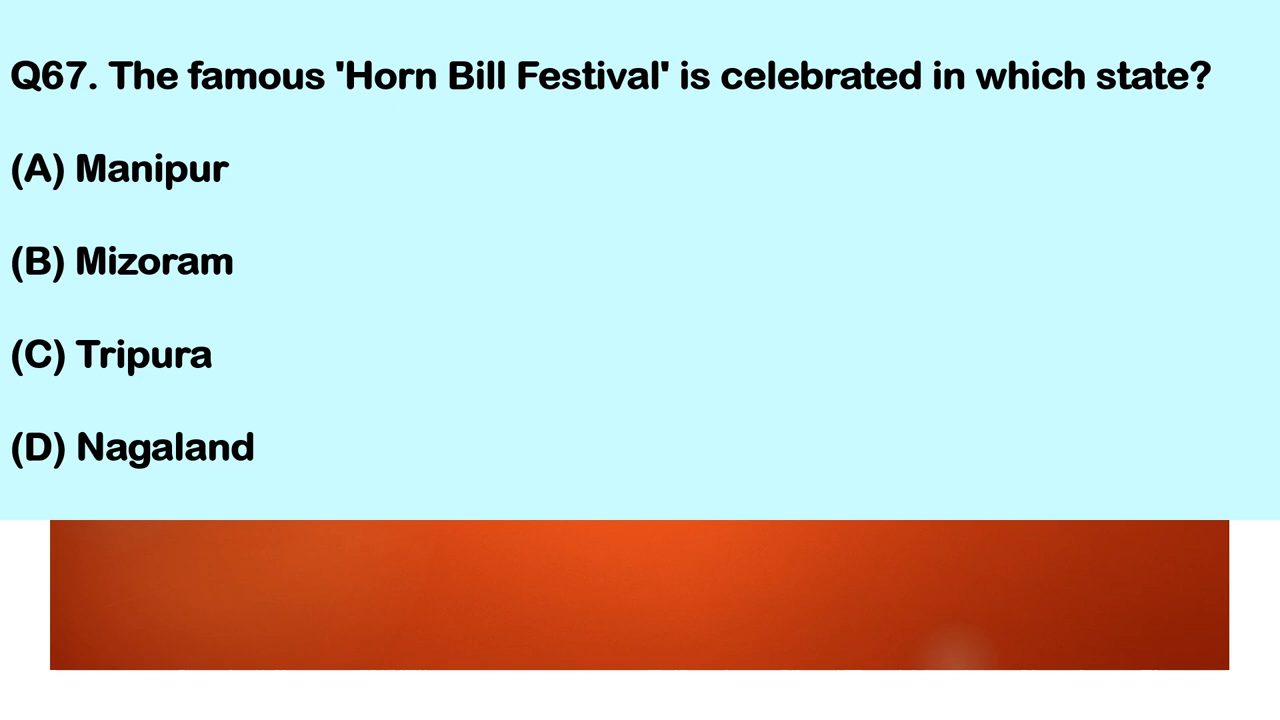 Q67. The famous 'Horn Bill Festival' is celebrated in which state?
(A) Manipur
(B) Mizoram
(C) Tripura
(D) Nagaland